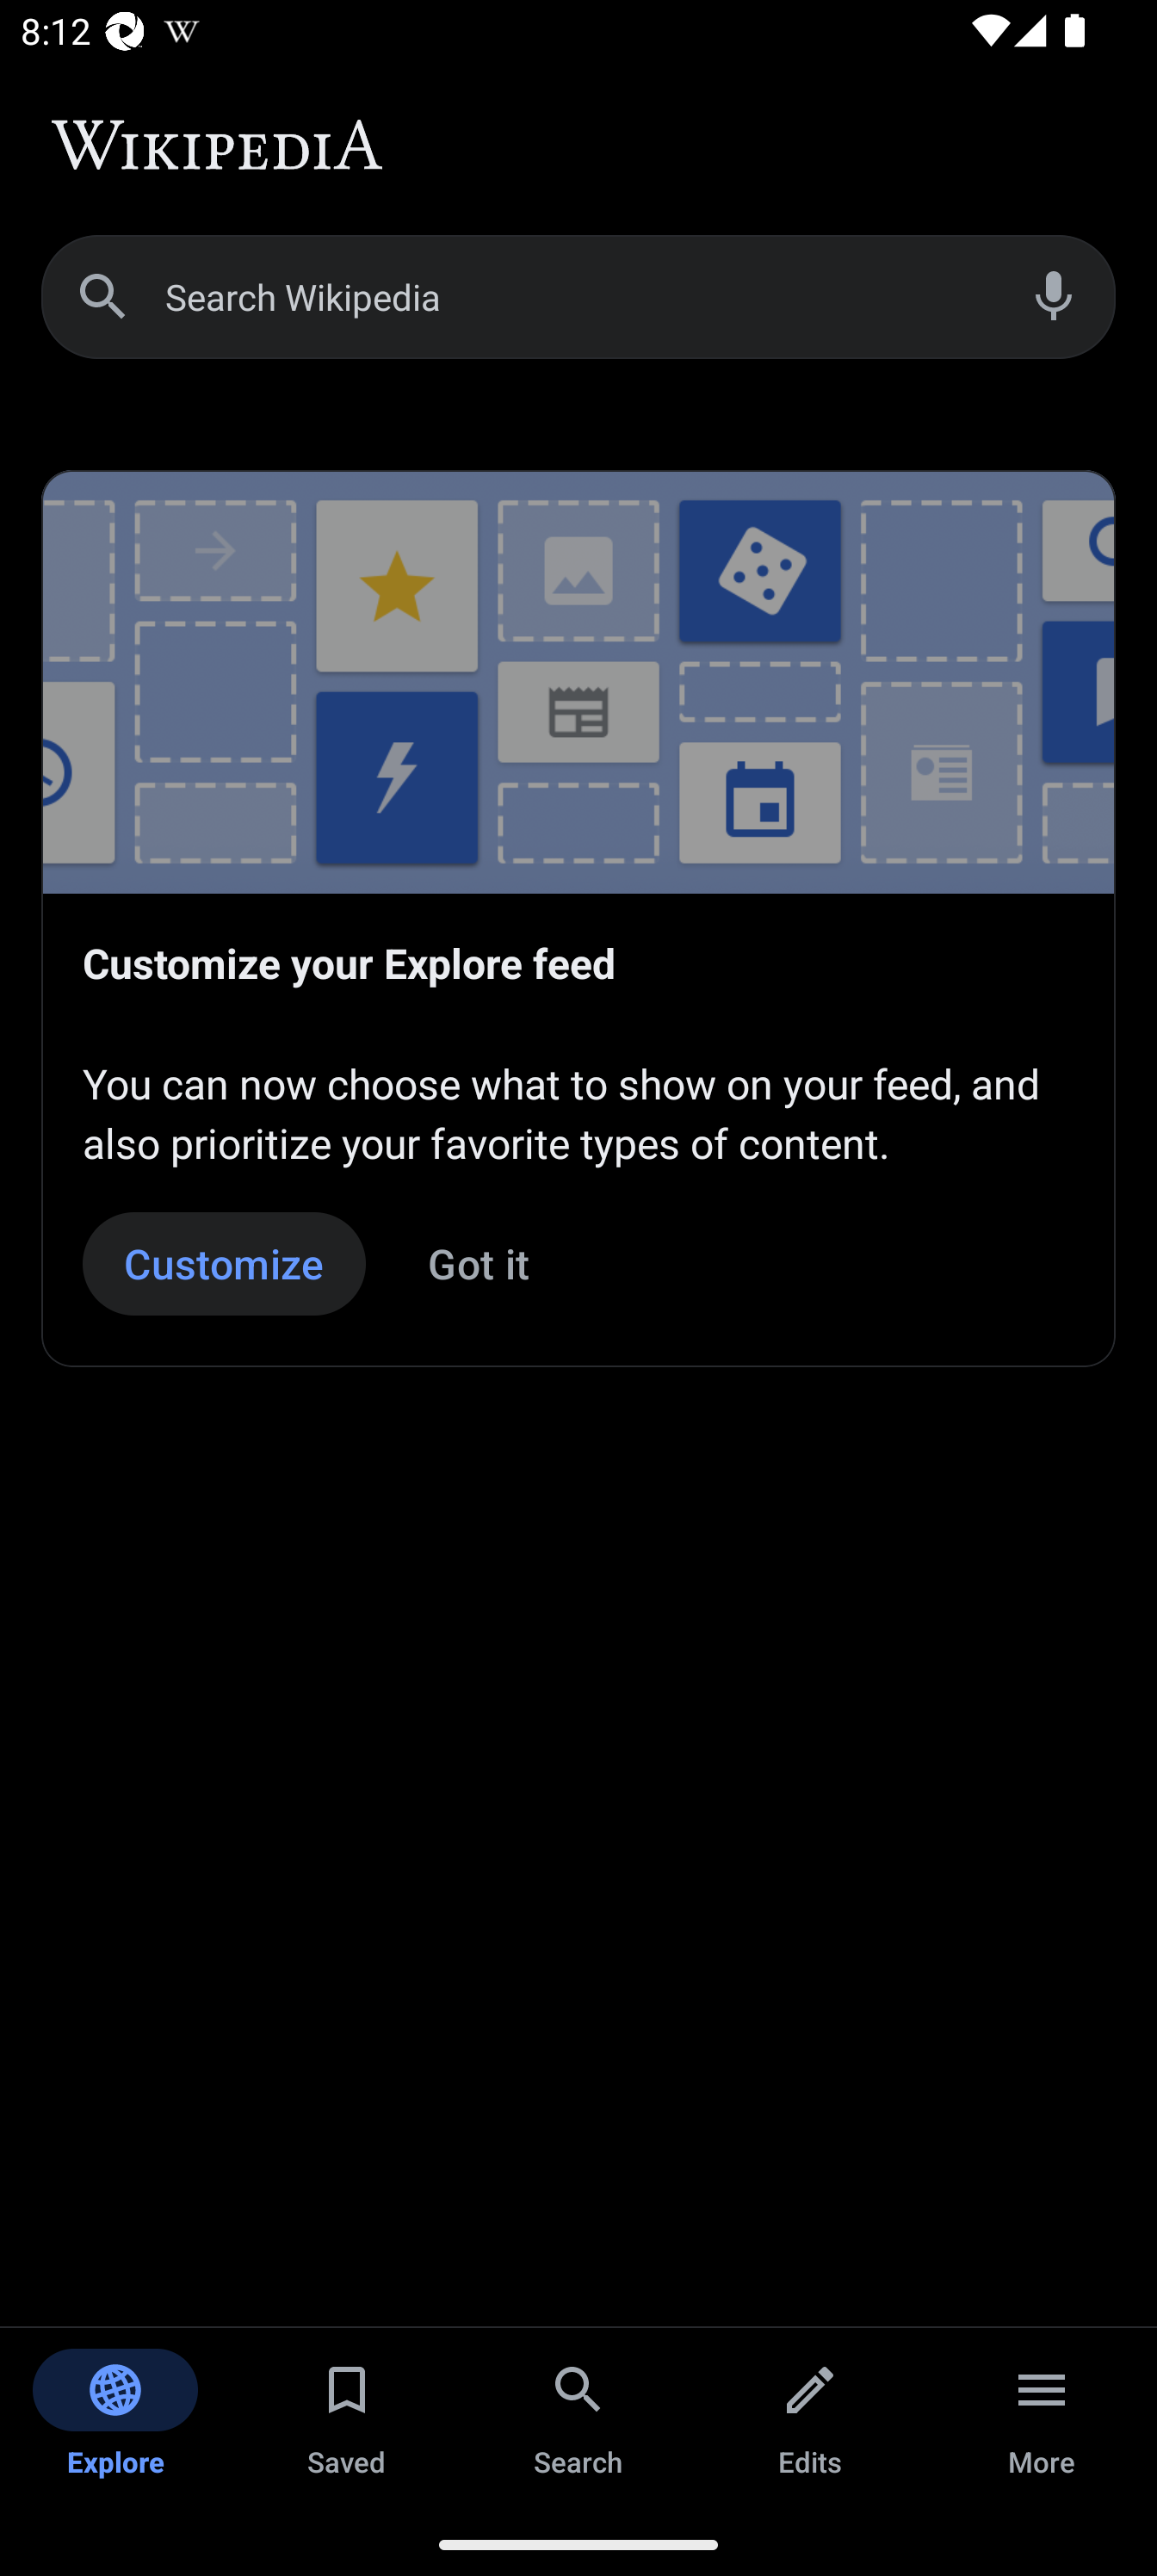 8:12
WIKIPEDIA
Search Wikipedia
Customize your Explore feed
You can now choose what to show on your feed, and
also prioritize your favorite types of content.
Customize Got it
Explore Saved Search Edits More